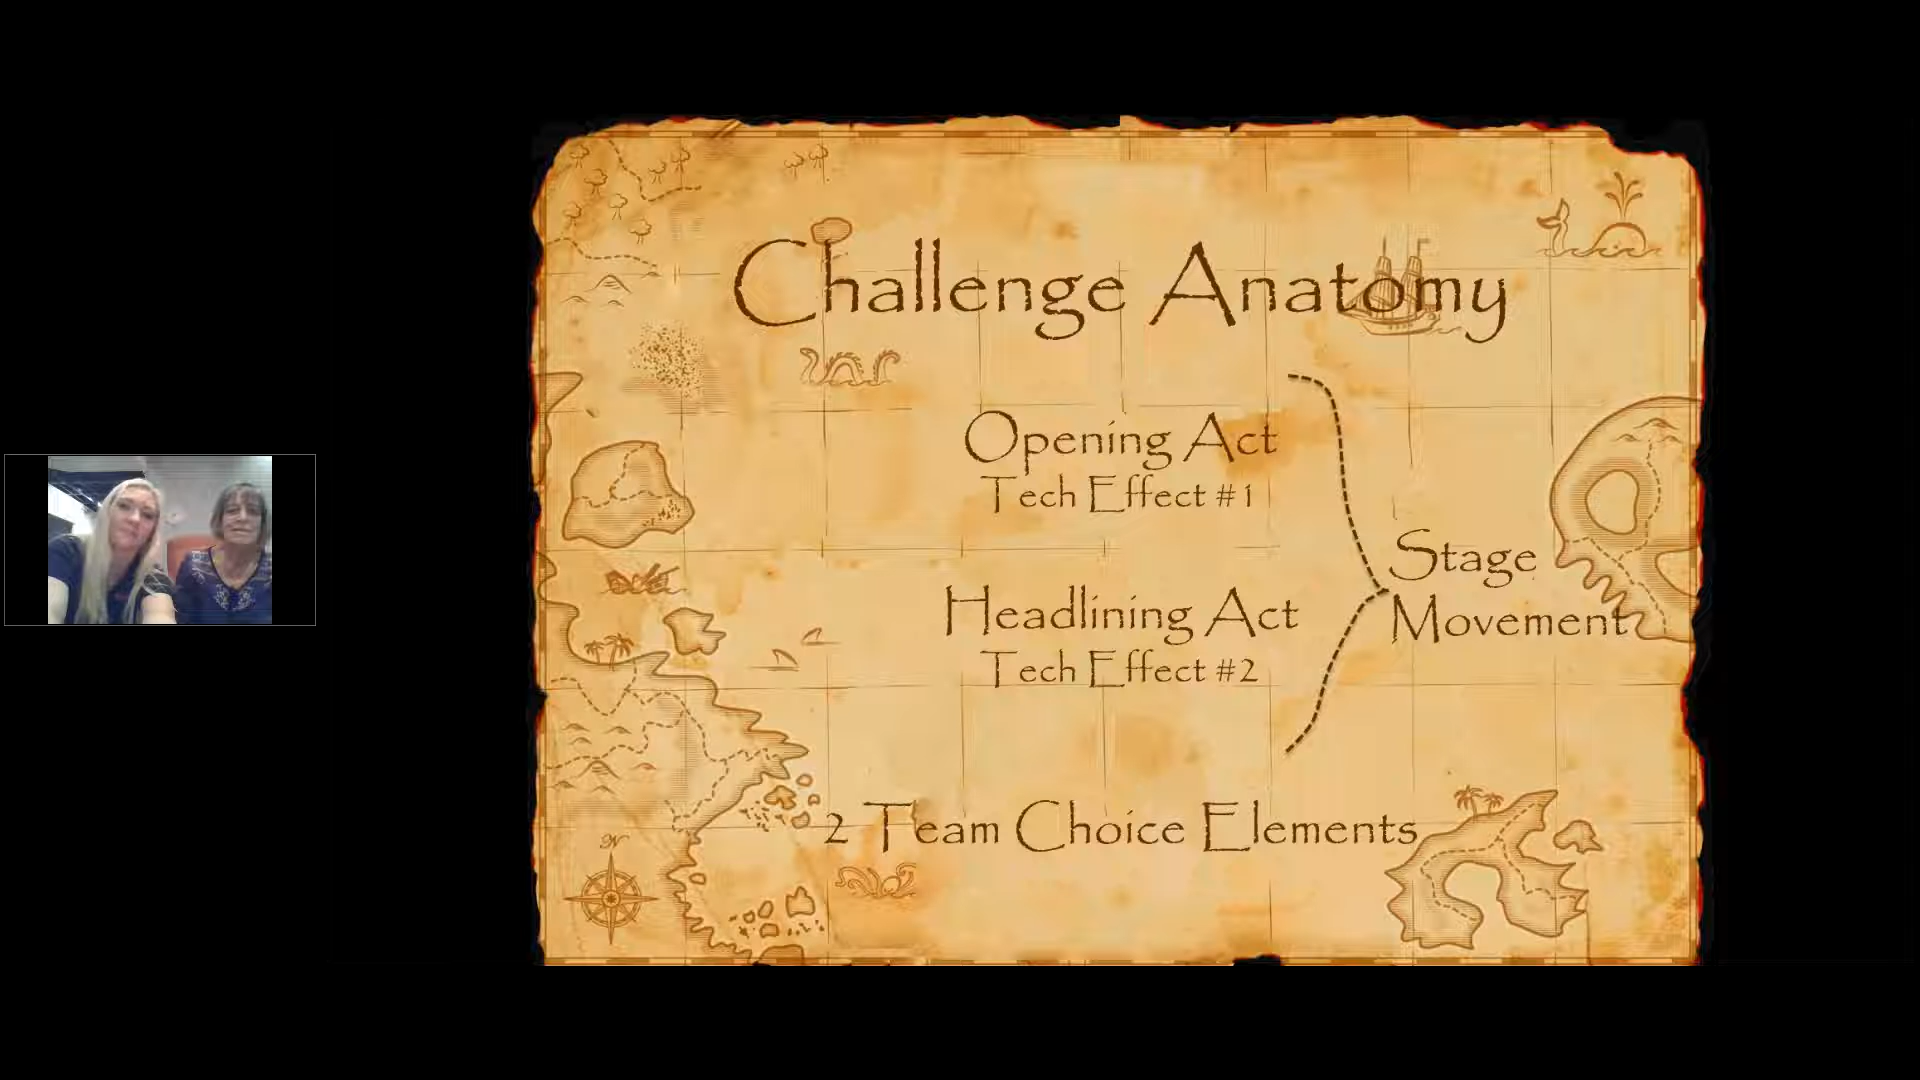 Challenge Anatomy
Opening Act
Tech Effect #1
Stage
Movement
Headlining Act
Tech Effect #2
2 Team Choice Elements
N